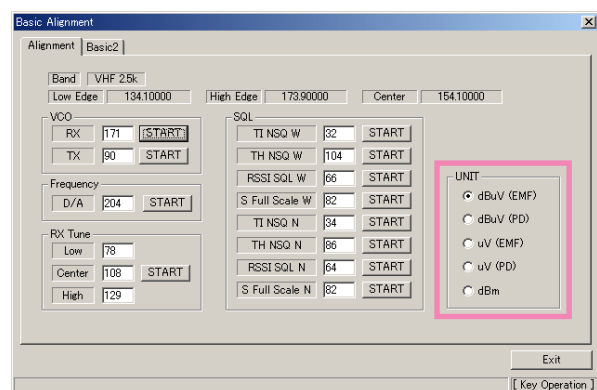 Basic Alignment
Alignment Basic2
Band VHF 25k
Low Edge 134.10000 High Edge 173.90000 Center 154.10000
VCO
RX 171 START
TX 90 START
Frequency
D/A 204 START
RX Tune
Low 78
Center 108 START
High 129
SQL
TI NSQ W 32 START
TH NSQ W 104 START
RSSI SQL W 66 START
S Full Scale W 82 START
TI NSQ N 34 START
TH NSQ N 86 START
RSSI SQL N 64 START
S Full Scale N 82 START
UNIT
dBuV (EMF)
dBuV (PD)
uV (EMF)
uV (PD)
dBm
Exit
[ Key Operation ]